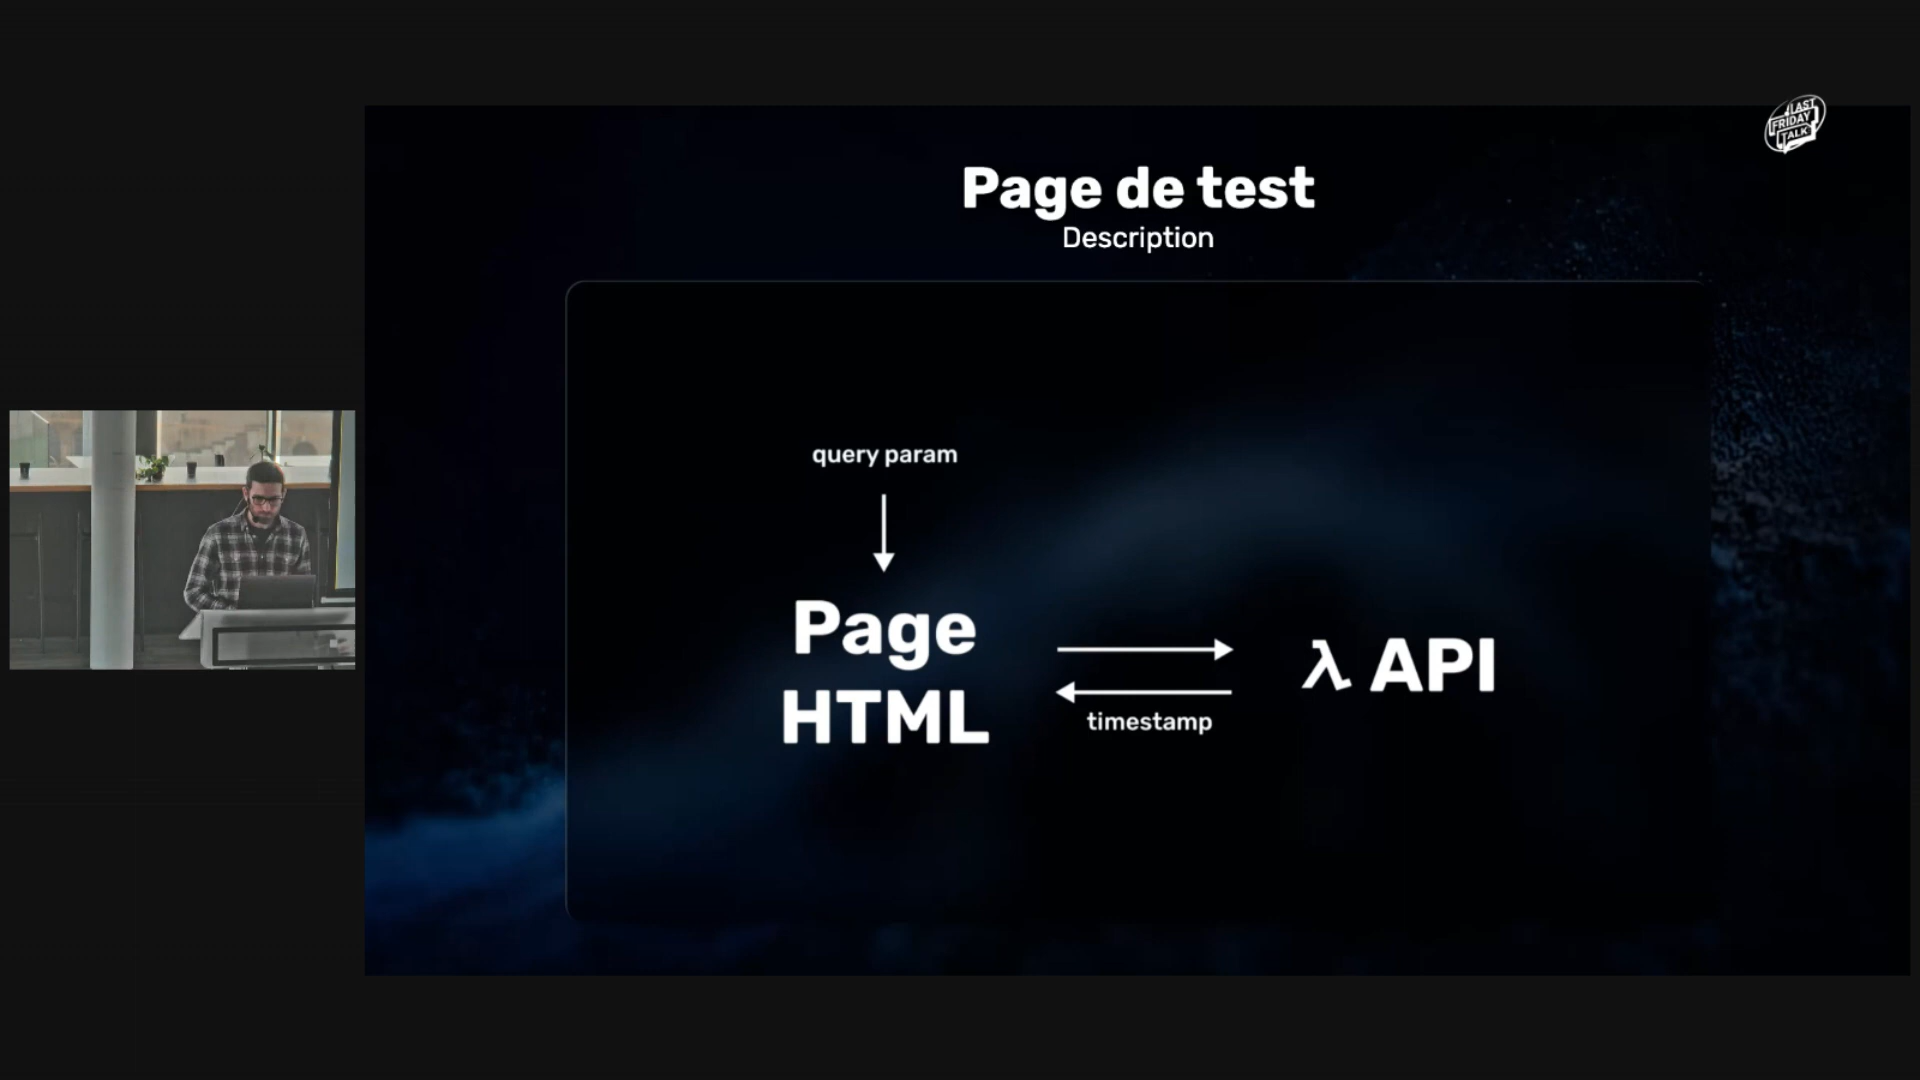 LAST
FRIDAY
TALK
Page de test
Description
query param
Page
HTML
timestamp
λ API